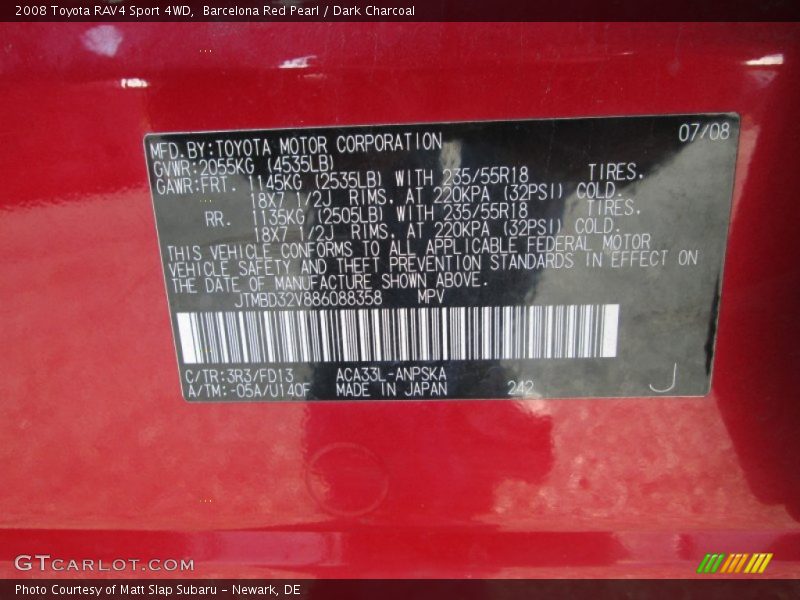 2008 Toyota RAV4 Sport 4WD, Barcelona Red Pearl / Dark Charcoal
07/08
MFD.BY:TOYOTA MOTOR CORPORATION
GVWR:2055KG (4535LB)
GAWR:FRT. 1145KG (2535LB) WITH 235/55R18 TIRES.
18X7 1/2J RIMS. AT 220KPA (32PSI) COLD.
RR. 1135KG (2505LB) WITH 235/55R18 TIRES.
18X7 1/2J RIMS. AT 220KPA (32PSI) COLD.
THIS VEHICLE CONFORMS TO ALL APPLICABLE FEDERAL MOTOR
VEHICLE SAFETY AND THEFT PREVENTION STANDARDS IN EFFECT ON
THE DATE OF MANUFACTURE SHOWN ABOVE.
JTMBD32V886088358 MPV
C/TR:3R3/FD13 ACA33L-ANPSKA
A/TM:-05A/U140F MADE IN JAPAN 242 J
GTCARLOT.COM
Photo Courtesy of Matt Slap Subaru - Newark, DE